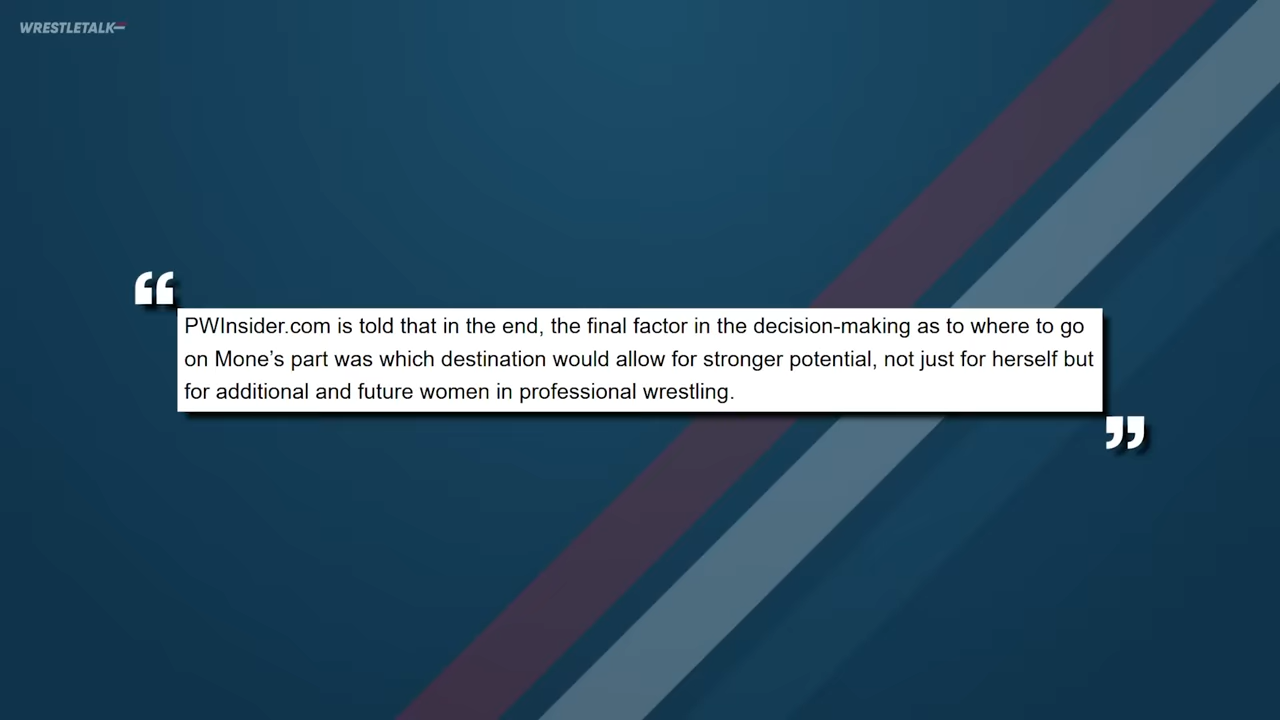 WRESTLETALK
“
PWInsider.com is told that in the end, the final factor in the decision-making as to where to go
on Mone’s part was which destination would allow for stronger potential, not just for herself but
for additional and future women in professional wrestling.
”